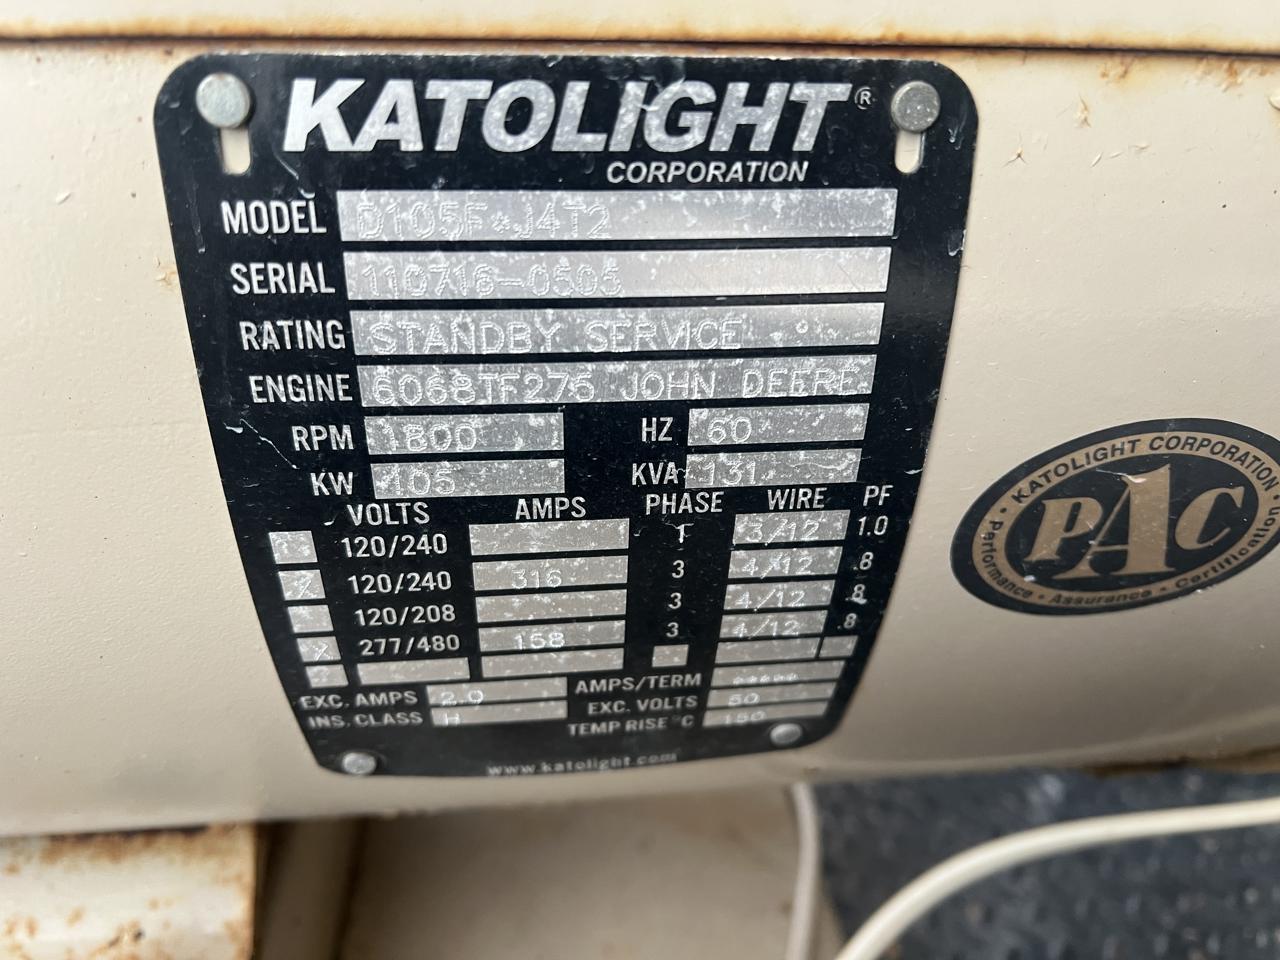 KATOLIGHT®
CORPORATION
MODEL D105F*J4T2
SERIAL 110716-0505
RATING STANDBY SERVICE
ENGINE 6068TF275 JOHN DEERE
RPM 1800 HZ 60
KW 105 KVA 131
VOLTS AMPS PHASE WIRE PF
120/240 1 3/12 1.0
X 120/240 316 3 4/12 .8
120/208 3 4/12 .8
X 277/480 158 3 4/12 .8
EXC. AMPS 2.0 AMPS/TERM *****
INS. CLASS H EXC. VOLTS 50
TEMP RISE °C 150
www.katolight.com
KATOLIGHT CORPORATION
PAC
Performance • Assurance • Certification